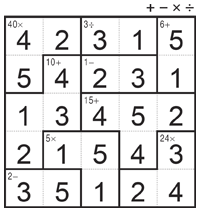 + − × ÷
40× 3÷ 6+
4 2 3 1 5
10+ 1−
5 4 2 3 1
15+
1 3 4 5 2
5× 24×
2 1 5 4 3
2−
3 5 1 2 4